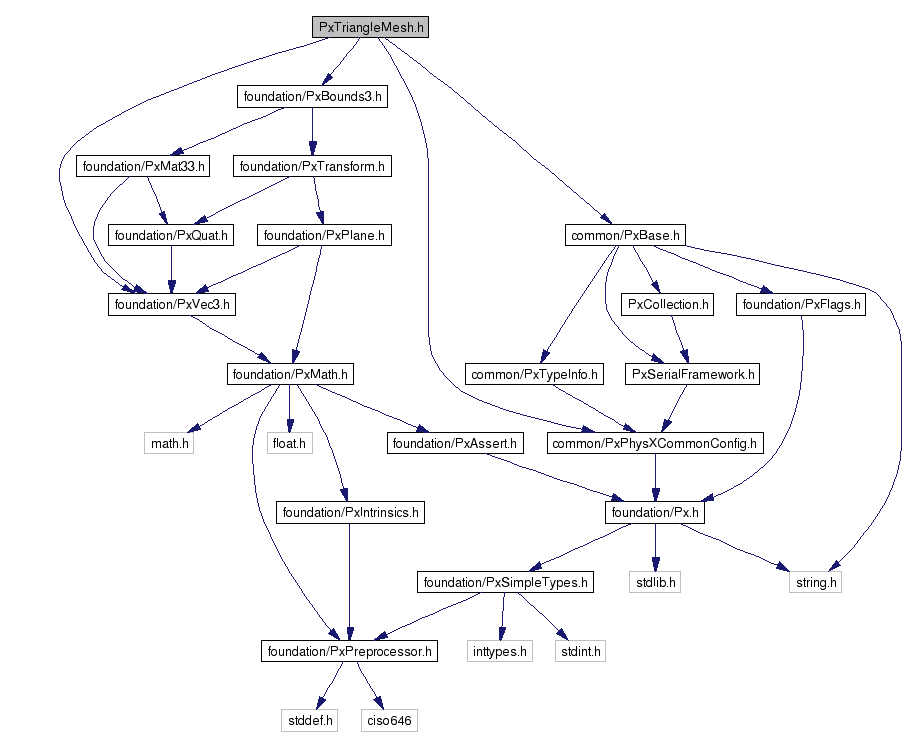 PxTriangleMesh.h
foundation/PxBounds3.h
foundation/PxMat33.h
foundation/PxTransform.h
foundation/PxQuat.h
foundation/PxPlane.h
common/PxBase.h
foundation/PxVec3.h
PxCollection.h
foundation/PxFlags.h
foundation/PxMath.h
common/PxTypeInfo.h
PxSerialFramework.h
math.h
float.h
foundation/PxAssert.h
common/PxPhysXCommonConfig.h
foundation/PxIntrinsics.h
foundation/Px.h
foundation/PxSimpleTypes.h
stdlib.h
string.h
foundation/PxPreprocessor.h
inttypes.h
stdint.h
stddef.h
ciso646